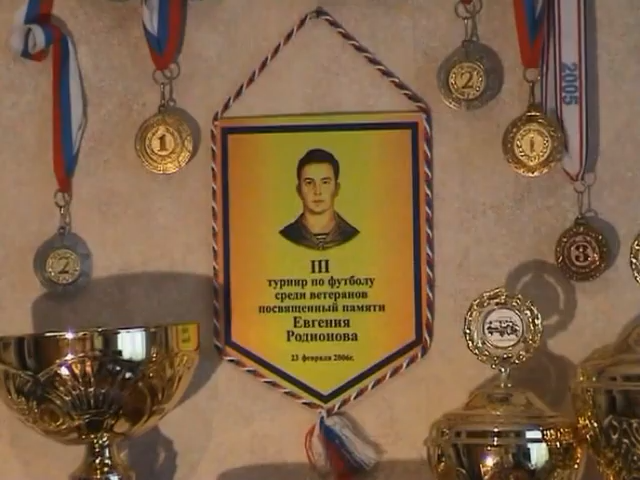 2
1
2
1
2005
3
III
турнир по футболу
среди ветеранов
посвященный памяти
Евгения
Родионова
23 февраля 2006г.